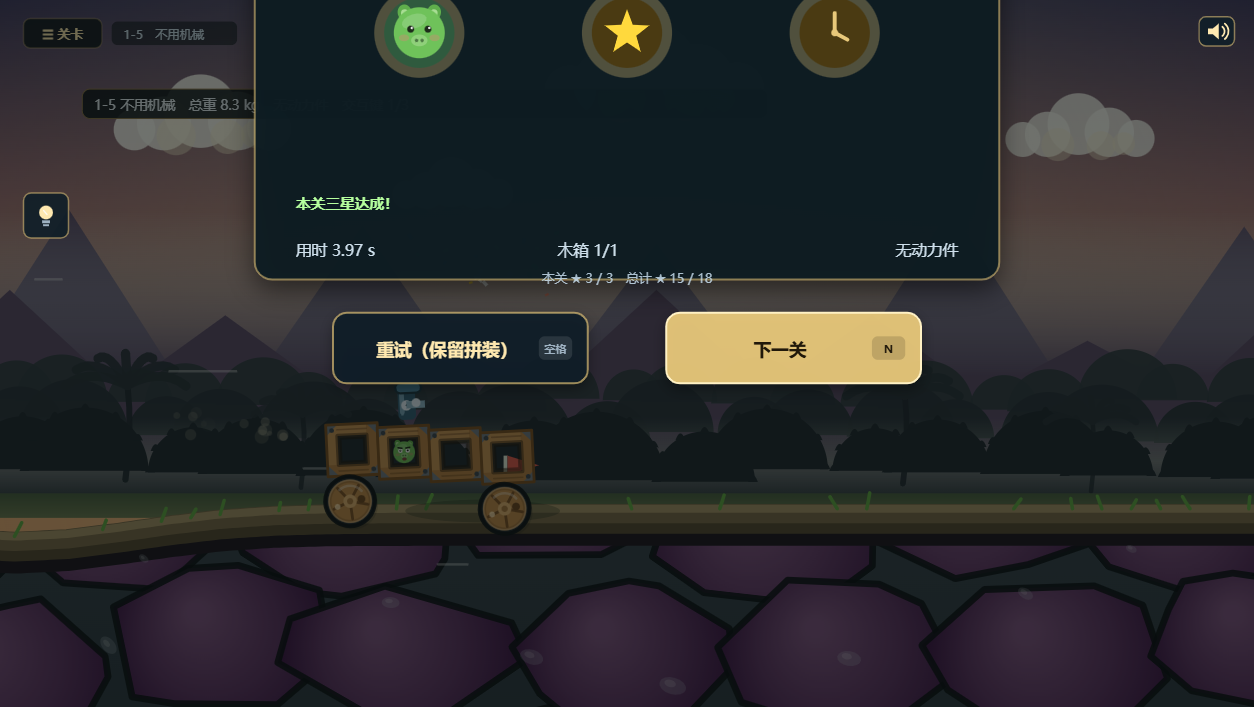 ☰ 关卡
1-5 不用机械
1-5 不用机械 总重 8.3 kg
本关三星达成!
用时 3.97 s
木箱 1/1
无动力件
本关 ★ 3 / 3 总计 ★ 15 / 18
重试（保留拼装） 空格
下一关 N